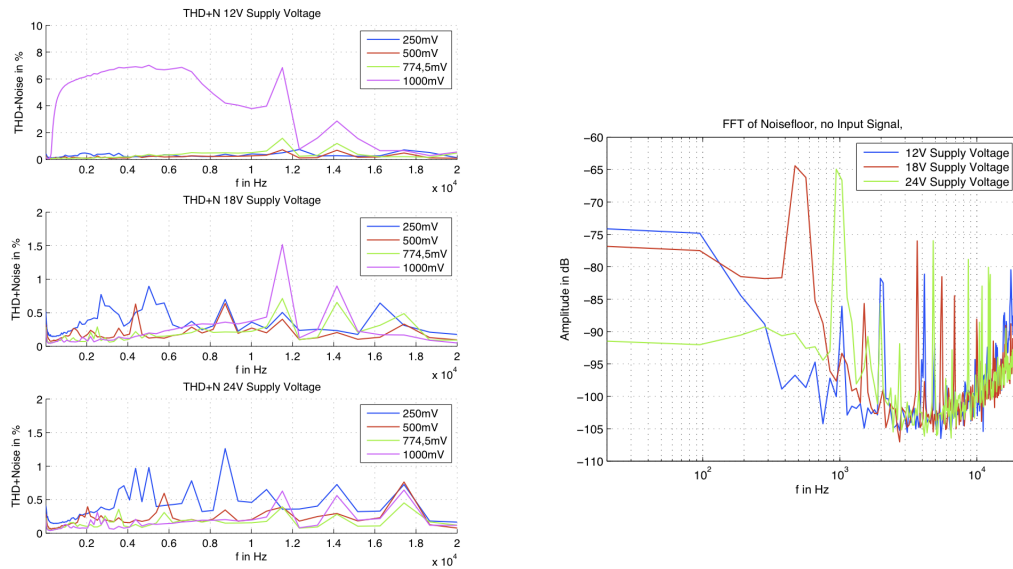 THD+N 12V Supply Voltage
THD+Noise in %
10
8
6
4
2
0
250mV
500mV
774,5mV
1000mV
0.2 0.4 0.6 0.8 1 1.2 1.4 1.6 1.8 2
f in Hz
x 10^4
THD+N 18V Supply Voltage
THD+Noise in %
2
1.5
1
0.5
0
250mV
500mV
774,5mV
1000mV
0.2 0.4 0.6 0.8 1 1.2 1.4 1.6 1.8 2
f in Hz
x 10^4
THD+N 24V Supply Voltage
THD+Noise in %
2
1.5
1
0.5
0
250mV
500mV
774,5mV
1000mV
0.2 0.4 0.6 0.8 1 1.2 1.4 1.6 1.8 2
f in Hz
x 10^4
FFT of Noisefloor, no Input Signal,
Amplitude in dB
−60
−65
−70
−75
−80
−85
−90
−95
−100
−105
−110
12V Supply Voltage
18V Supply Voltage
24V Supply Voltage
10^2 10^3 10^4
f in Hz